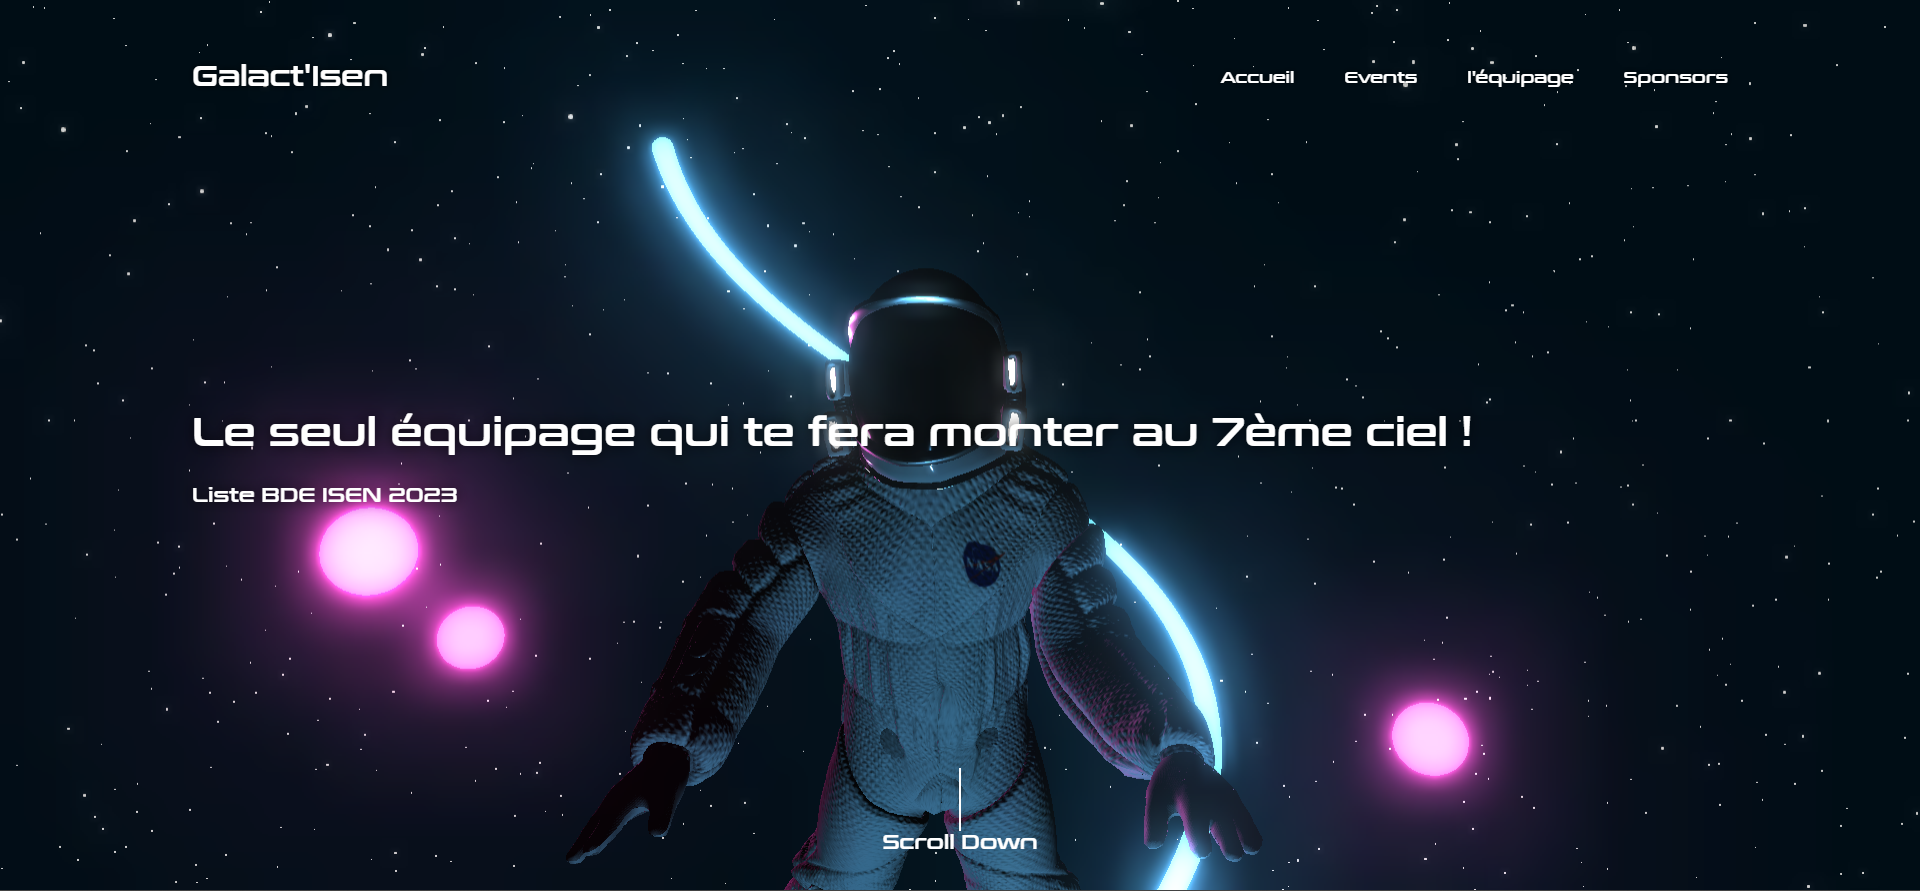 Galact'Isen
Accueil Events l'équipage Sponsors
Le seul équipage qui te fera monter au 7ème ciel !
Liste BDE ISEN 2023
NASA
Scroll Down